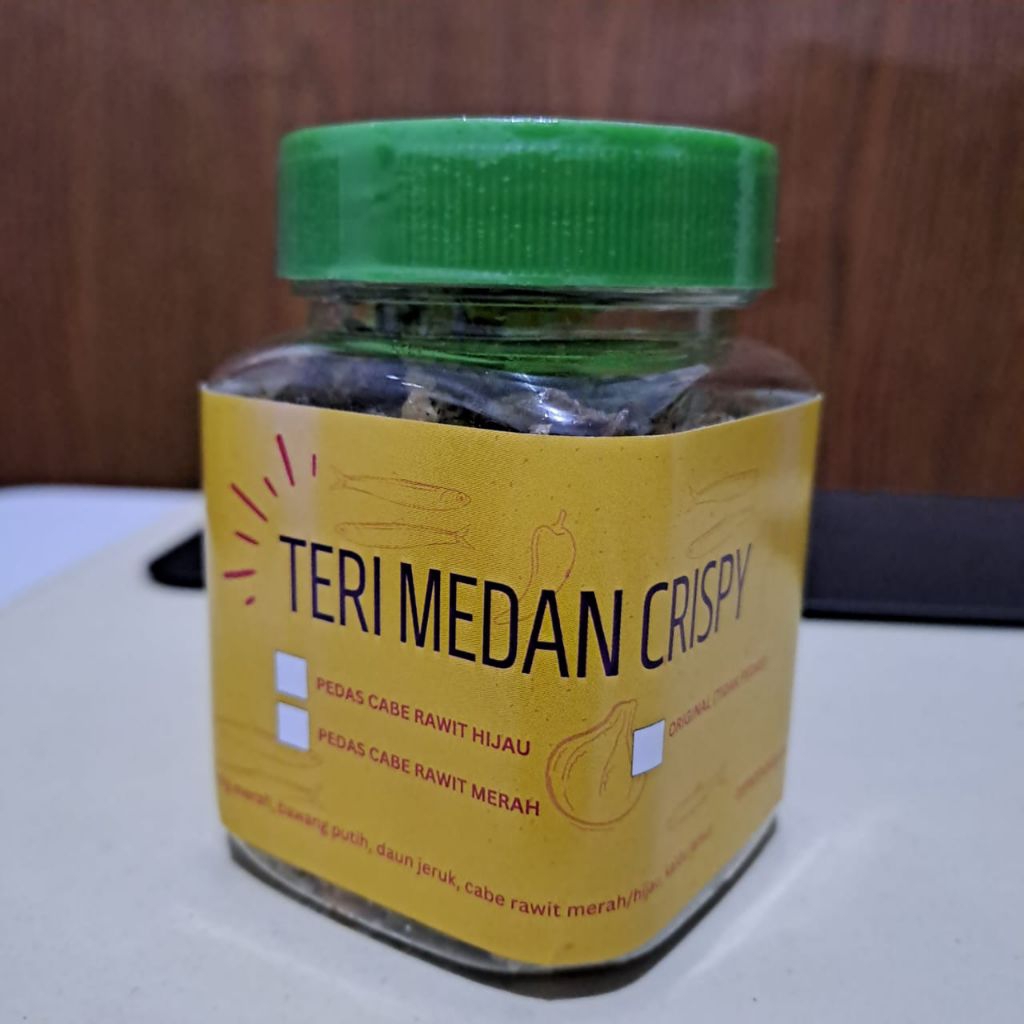 TERI MEDAN CRISPY
PEDAS CABE RAWIT HIJAU
PEDAS CABE RAWIT MERAH
ORIGINAL (TIDAK PEDAS)
merah, bawang putih, daun jeruk, cabe rawit merah/hijau,